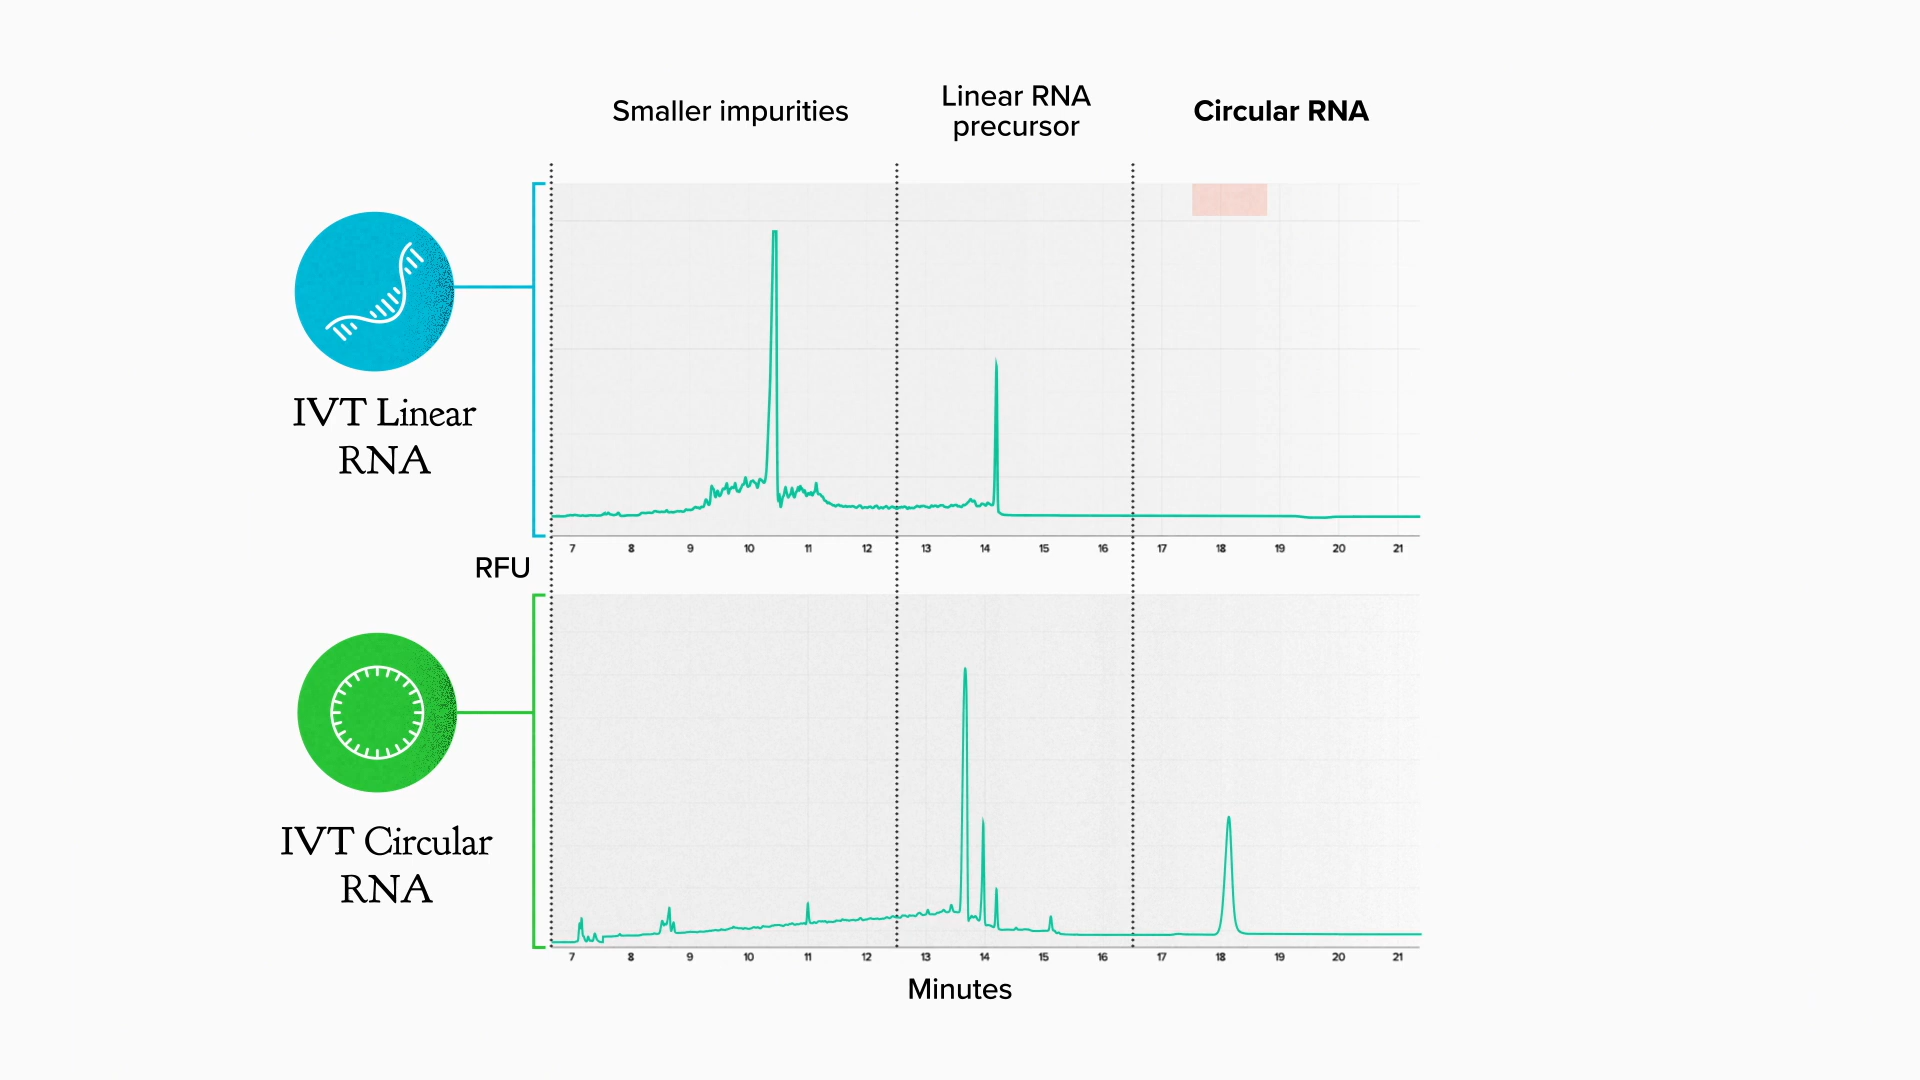 Smaller impurities
Linear RNA
precursor
Circular RNA
IVT Linear
RNA
7 8 9 10 11 12 13 14 15 16 17 18 19 20 21
RFU
IVT Circular
RNA
7 8 9 10 11 12 13 14 15 16 17 18 19 20 21
Minutes